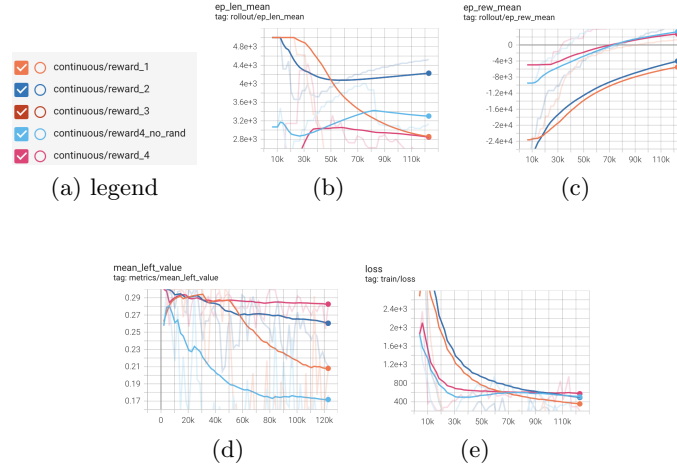 continuous/reward_1
continuous/reward_2
continuous/reward_3
continuous/reward4_no_rand
continuous/reward_4
(a) legend
ep_len_mean
tag: rollout/ep_len_mean
4.8e+3
4.4e+3
4e+3
3.6e+3
3.2e+3
2.8e+3
10k 30k 50k 70k 90k 110k
(b)
ep_rew_mean
tag: rollout/ep_rew_mean
0
-4e+3
-8e+3
-1.2e+4
-1.6e+4
-2e+4
-2.4e+4
10k 30k 50k 70k 90k 110k
(c)
mean_left_value
tag: metrics/mean_left_value
0.29
0.27
0.25
0.23
0.21
0.19
0.17
0 20k 40k 60k 80k 100k 120k
(d)
loss
tag: train/loss
2.4e+3
2e+3
1.6e+3
1.2e+3
800
400
10k 30k 50k 70k 90k 110k
(e)